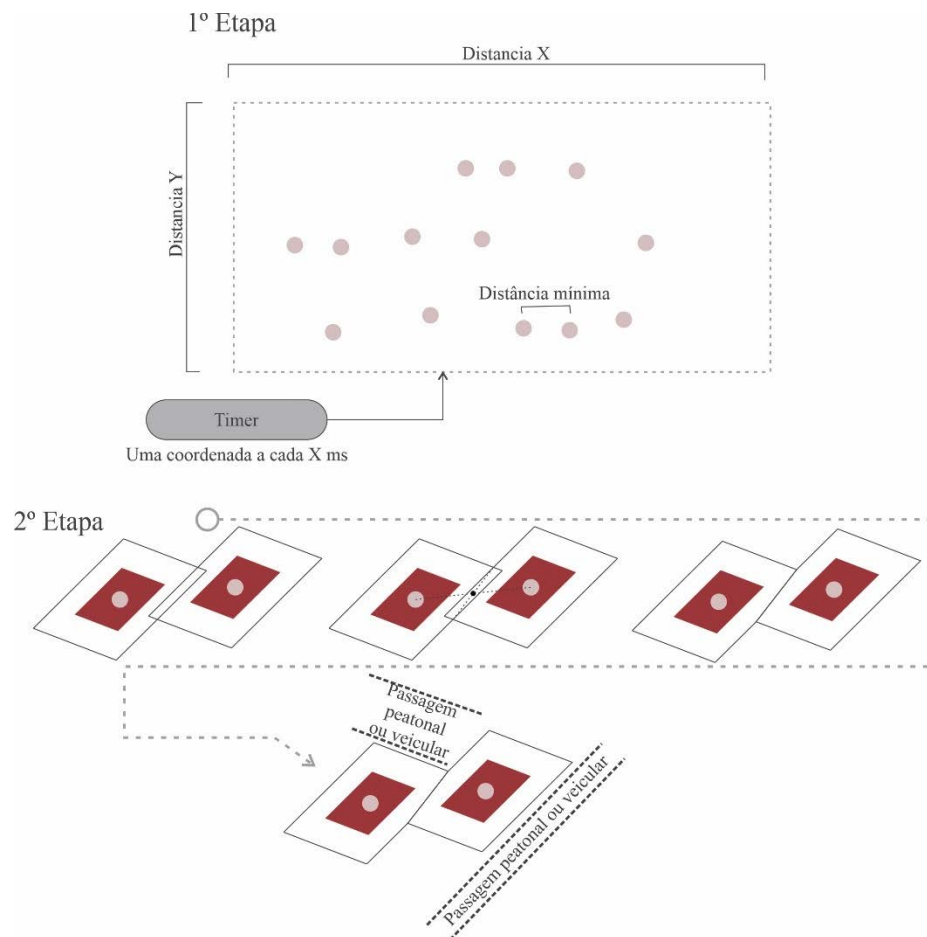 1º Etapa
Distancia X
Distancia Y
Distância mínima
Timer
Uma coordenada a cada X ms
2º Etapa
Passagem
peatonal
ou veicular
Passagem peatonal ou veicular